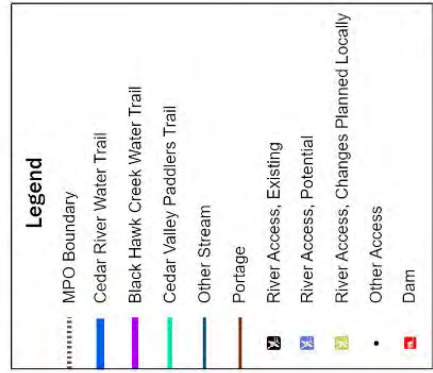 Legend
MPO Boundary
Cedar River Water Trail
Black Hawk Creek Water Trail
Cedar Valley Paddlers Trail
Other Stream
Portage
River Access, Existing
River Access, Potential
River Access, Changes Planned Locally
Other Access
Dam